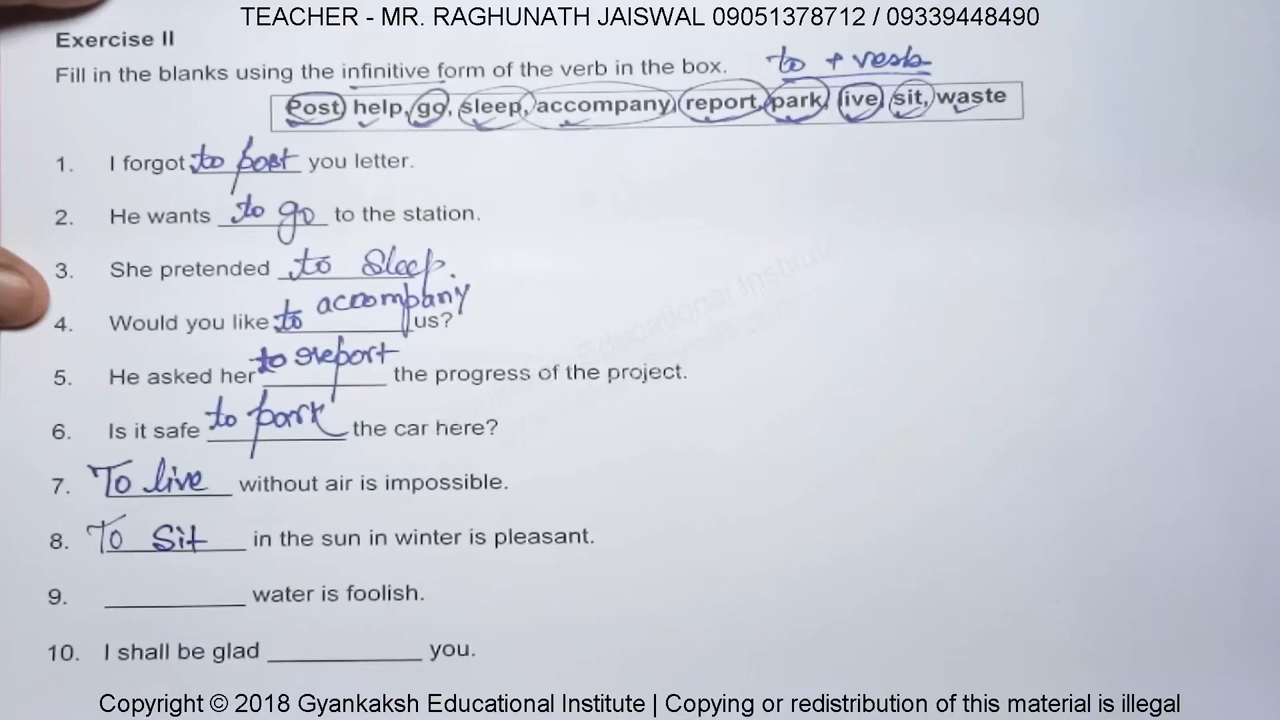 TEACHER - MR. RAGHUNATH JAISWAL 09051378712 / 09339448490
Exercise II
Fill in the blanks using the infinitive form of the verb in the box. to + verb
Post, help, go, sleep, accompany, report, park, live, sit, waste
1. I forgot to post you letter.
2. He wants to go to the station.
3. She pretended to sleep.
4. Would you like to accompany us?
5. He asked her to report the progress of the project.
6. Is it safe to park the car here?
7. To live without air is impossible.
8. To sit in the sun in winter is pleasant.
9. __________ water is foolish.
10. I shall be glad __________ you.
Educational Institute
Copyright © 2018 Gyankaksh Educational Institute | Copying or redistribution of this material is illegal